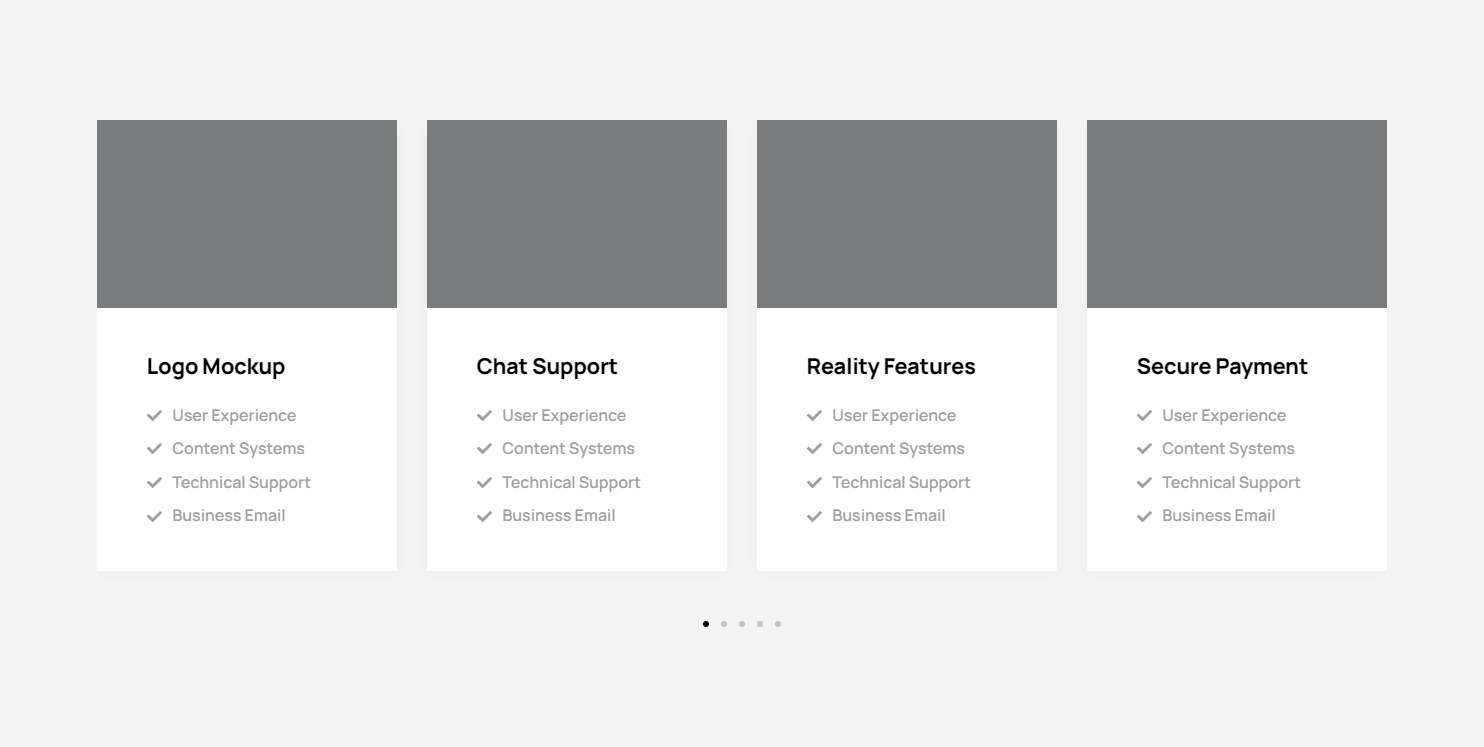 Logo Mockup
User Experience
Content Systems
Technical Support
Business Email
Chat Support
User Experience
Content Systems
Technical Support
Business Email
Reality Features
User Experience
Content Systems
Technical Support
Business Email
Secure Payment
User Experience
Content Systems
Technical Support
Business Email